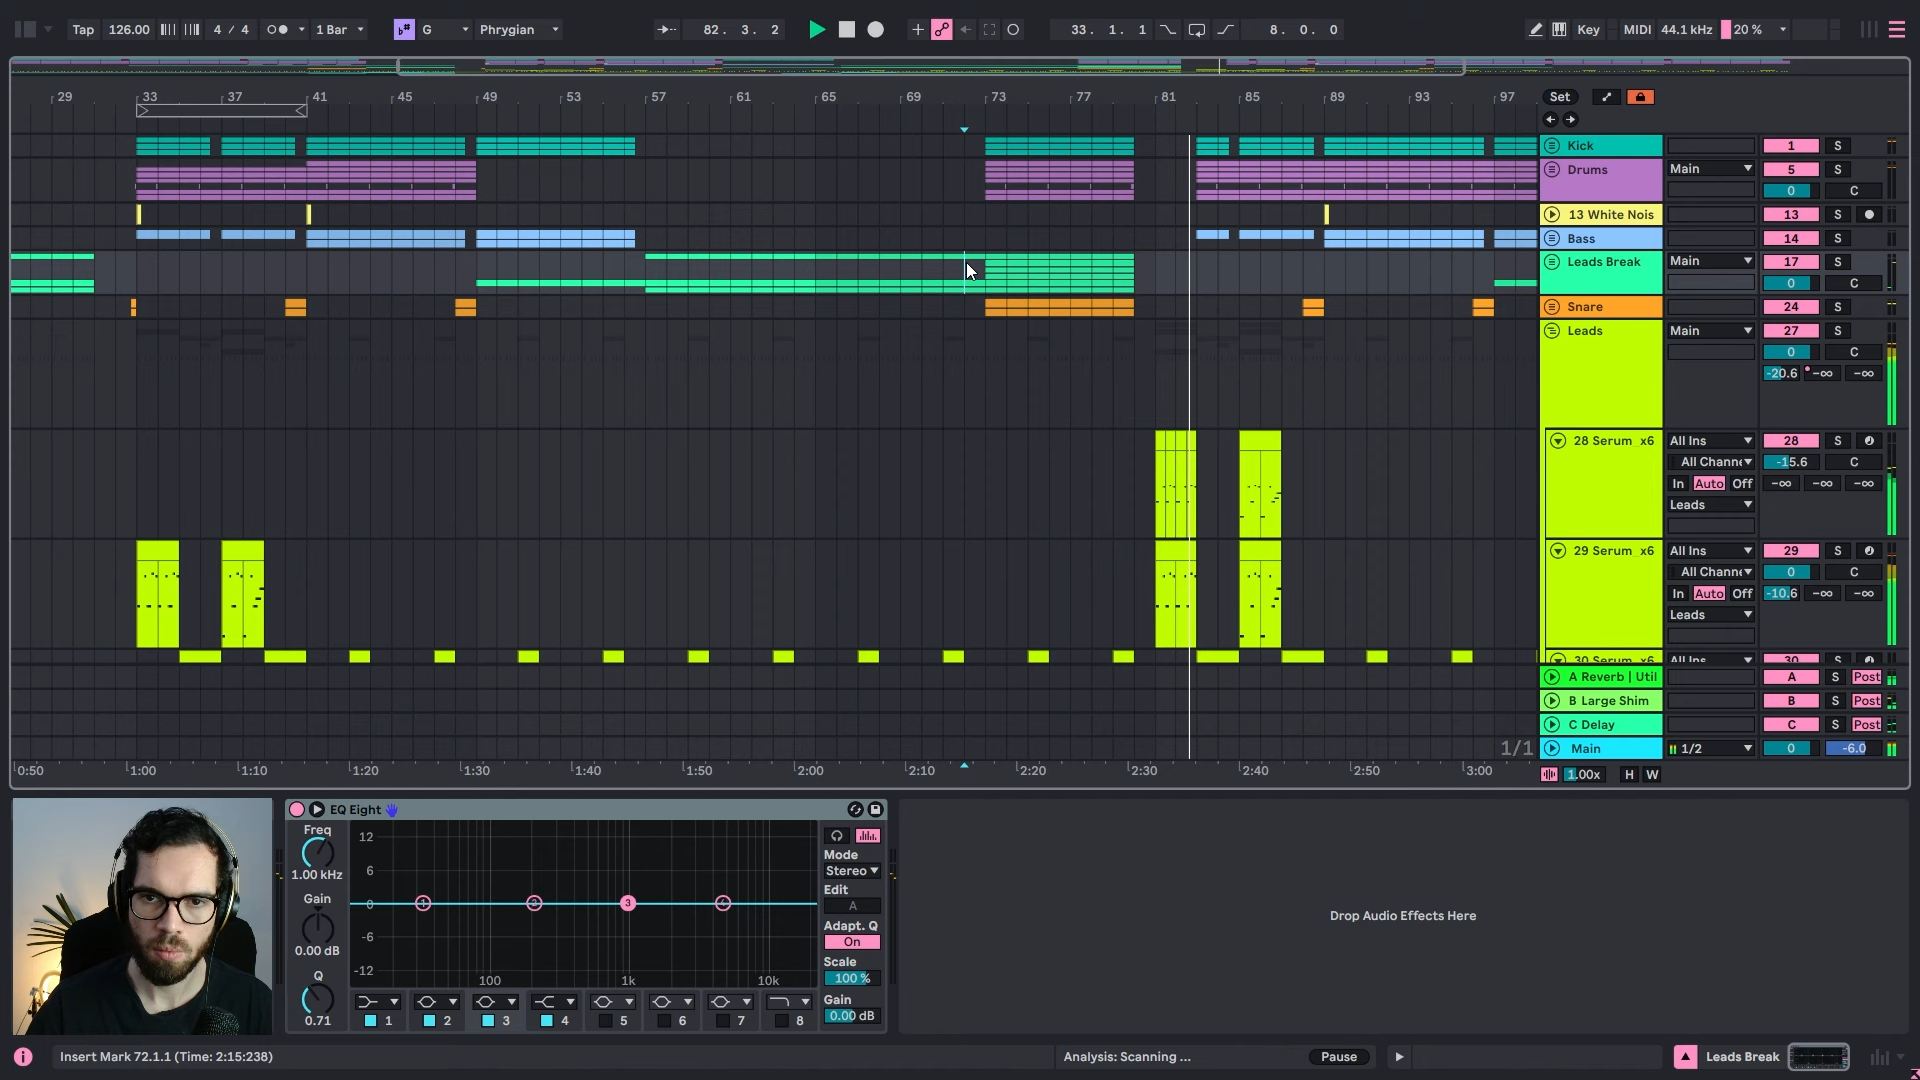 Tap 126.00 4 / 4 1 Bar G Phrygian 82. 3. 2 33. 1. 1 8. 0. 0 Key MIDI 44.1 kHz 20 %
29 33 37 41 45 49 53 57 61 65 69 73 77 81 85 89 93 97 Set
Kick 1 S
Drums Main 5 S
0 C
13 White Nois 13 S
Bass 14 S
Leads Break Main 17 S
0 C
Snare 24 S
Leads Main 27 S
0 C
-20.6 -∞ -∞
28 Serum x6 All Ins 28 S
All Channe -15.6 C
In Auto Off -∞ -∞ -∞
Leads
29 Serum x6 All Ins 29 S
All Channe 0 C
In Auto Off -10.6 -∞ -∞
Leads
30 Serum x6 All Ins 30 S
A Reverb | Util A S Post
B Large Shim B S Post
C Delay C S Post
1/1 Main 1/2 0 -6.0
0:50 1:00 1:10 1:20 1:30 1:40 1:50 2:00 2:10 2:20 2:30 2:40 2:50 3:00 1.00x H W
EQ Eight
Freq 12
1.00 kHz 6 Mode
Stereo
Gain 0 1 2 3 4 Edit
A
0.00 dB -6 Adapt. Q
On
Q -12 100 1k 10k Scale
100 %
0.71 1 2 3 4 5 6 7 8 Gain
0.00 dB
Drop Audio Effects Here
Insert Mark 72.1.1 (Time: 2:15:238) Analysis: Scanning ... Pause Leads Break